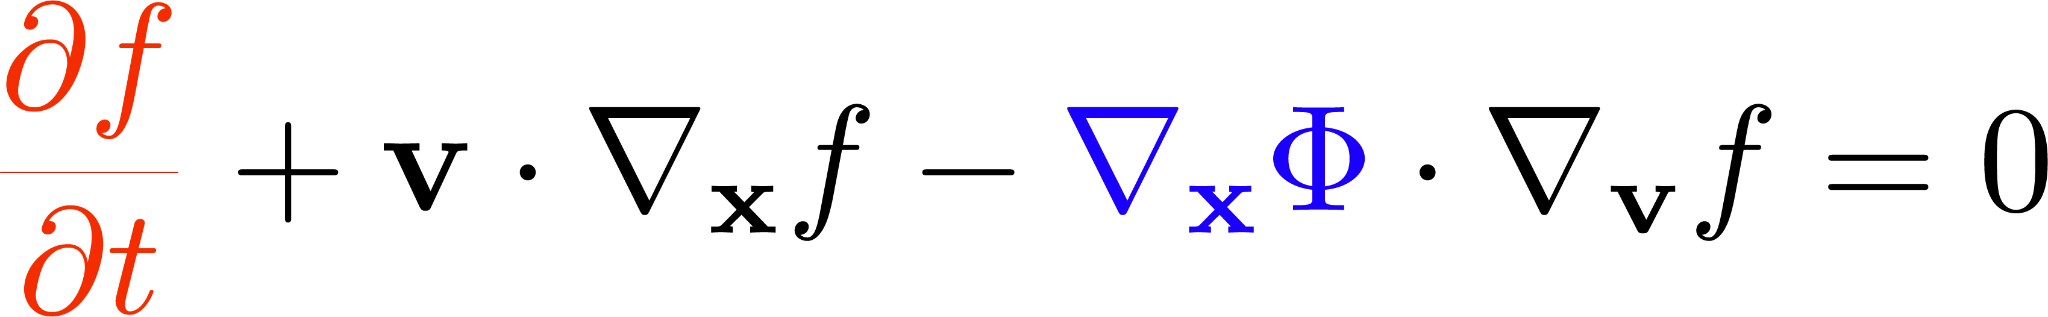 ∂f/∂t + 𝐯 · ∇ₓf − ∇ₓΦ · ∇ᵥf = 0